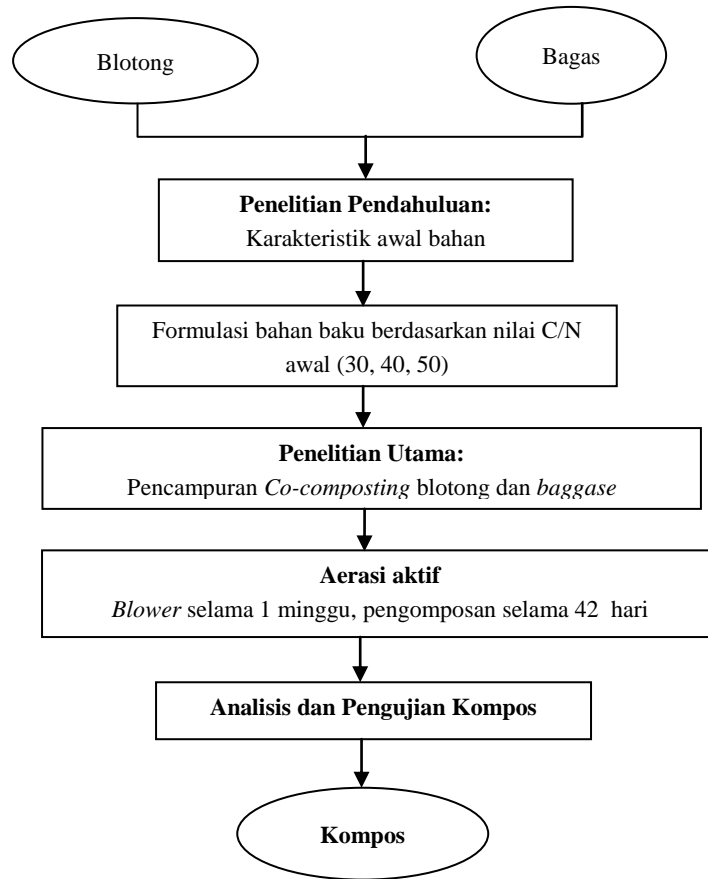 Blotong
Bagas
Penelitian Pendahuluan:
Karakteristik awal bahan
Formulasi bahan baku berdasarkan nilai C/N
awal (30, 40, 50)
Penelitian Utama:
Pencampuran Co-composting blotong dan baggase
Aerasi aktif
Blower selama 1 minggu, pengomposan selama 42 hari
Analisis dan Pengujian Kompos
Kompos